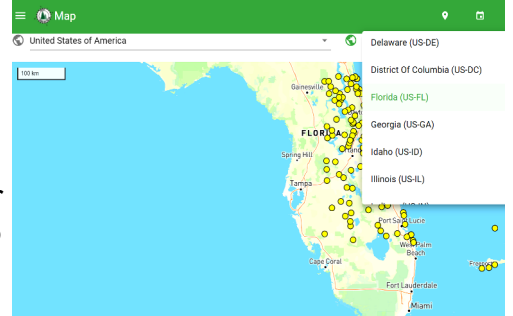 Map
United States of America
Delaware (US-DE)
District Of Columbia (US-DC)
Florida (US-FL)
Georgia (US-GA)
Idaho (US-ID)
Illinois (US-IL)
100 km
Gainesville
FLORIDA
Spring Hill
Tampa
Port Saint Lucie
West Palm
Beach
Cape Coral
Freeport
Fort Lauderdale
Miami